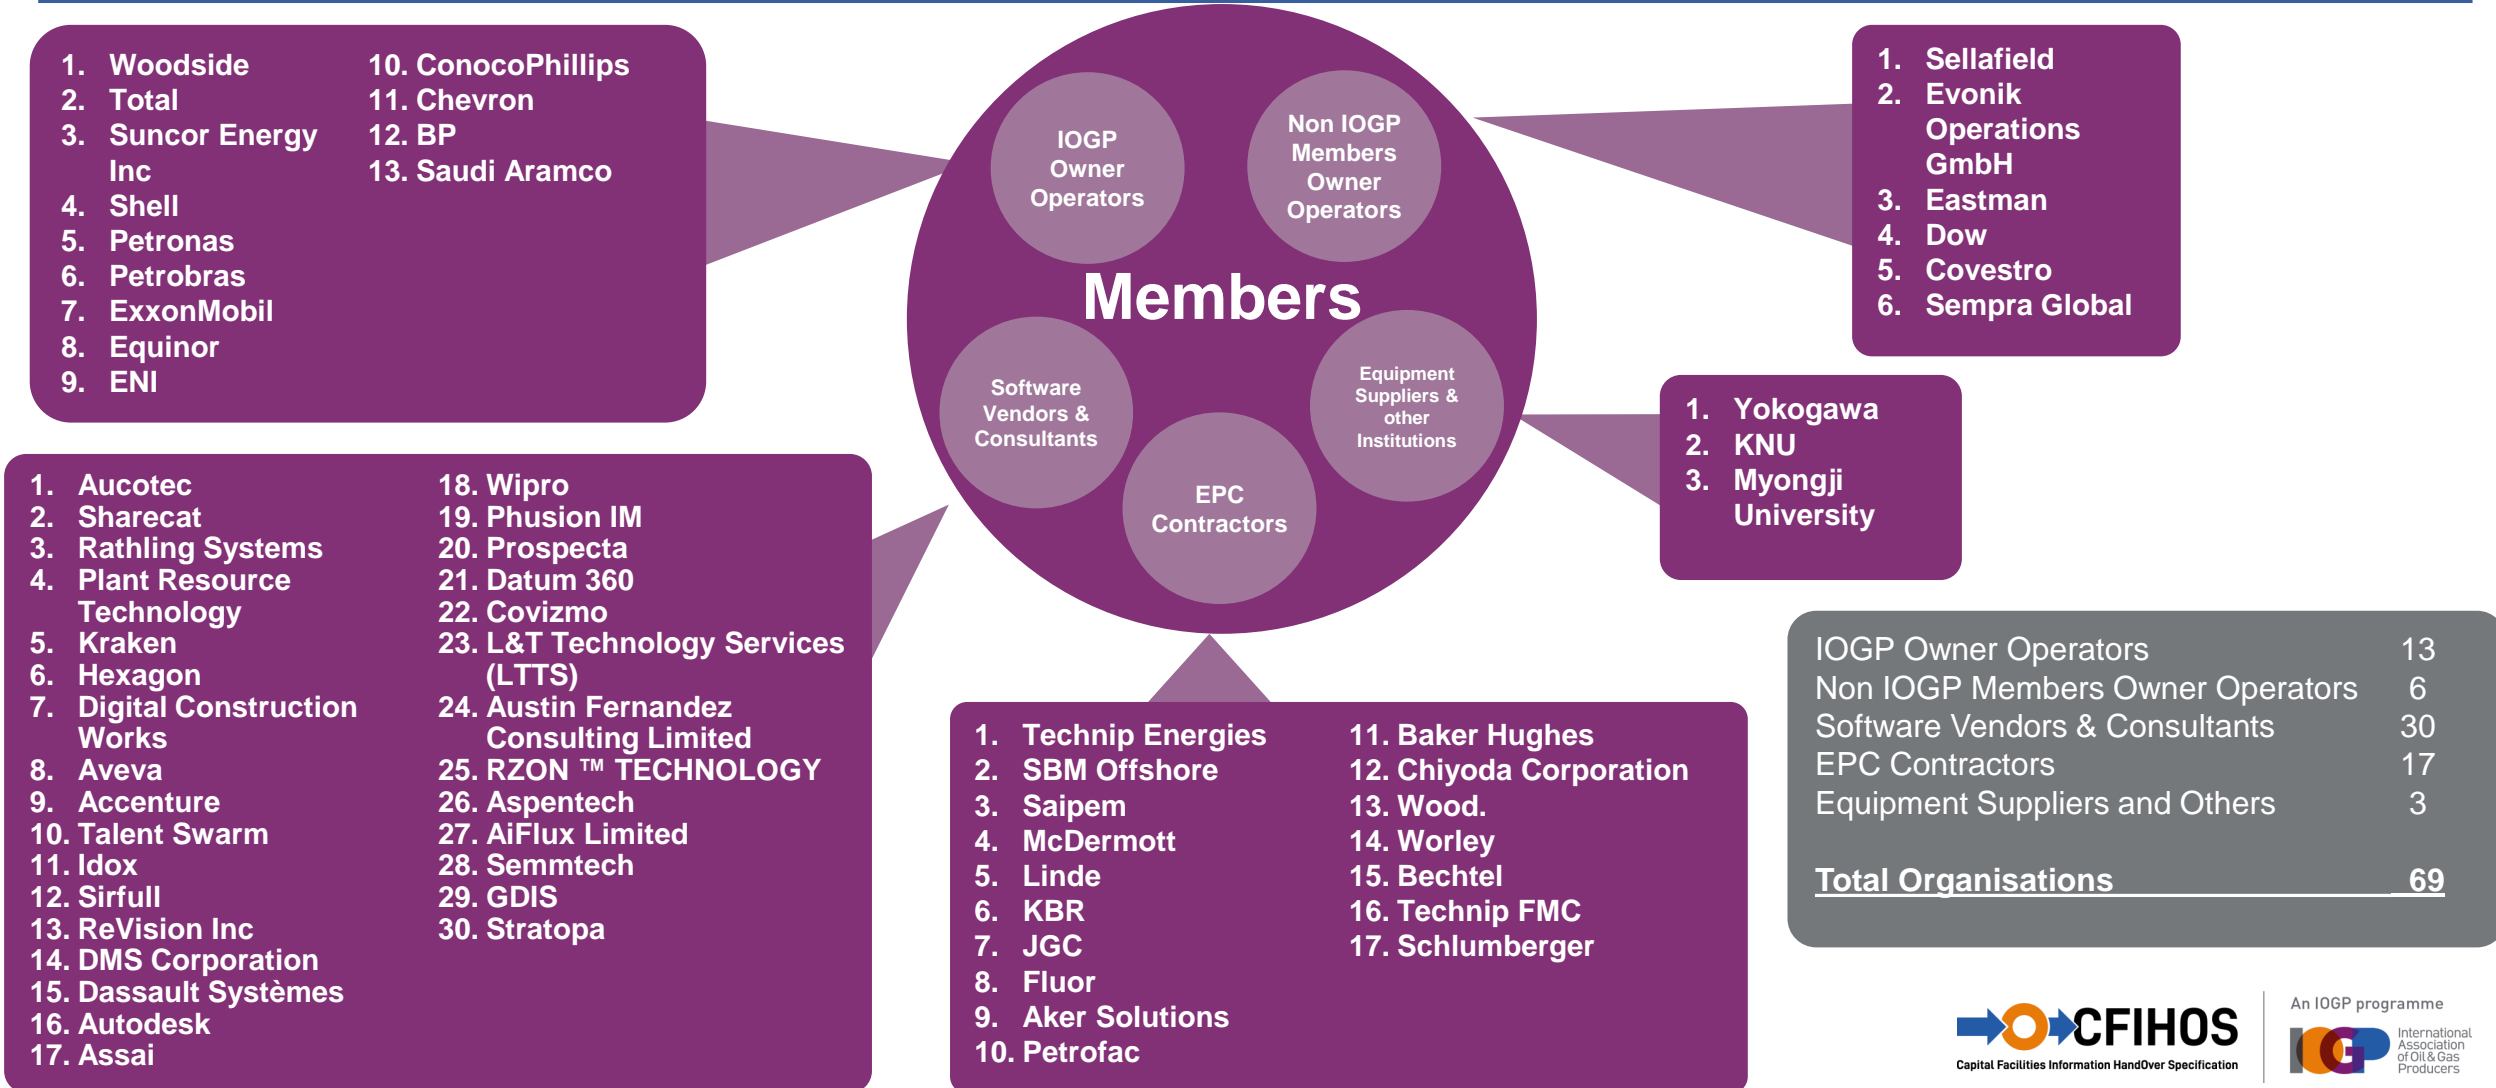 1. Woodside
2. Total
3. Suncor Energy
Inc
4. Shell
5. Petronas
6. Petrobras
7. ExxonMobil
8. Equinor
9. ENI
10. ConocoPhillips
11. Chevron
12. BP
13. Saudi Aramco
IOGP
Owner
Operators
Non IOGP
Members
Owner
Operators
Members
Software
Vendors &
Consultants
Equipment
Suppliers &
other
Institutions
EPC
Contractors
1. Sellafield
2. Evonik
Operations
GmbH
3. Eastman
4. Dow
5. Covestro
6. Sempra Global
1. Yokogawa
2. KNU
3. Myongji
University
1. Aucotec
2. Sharecat
3. Rathling Systems
4. Plant Resource
Technology
5. Kraken
6. Hexagon
7. Digital Construction
Works
8. Aveva
9. Accenture
10. Talent Swarm
11. Idox
12. Sirfull
13. ReVision Inc
14. DMS Corporation
15. Dassault Systèmes
16. Autodesk
17. Assai
18. Wipro
19. Phusion IM
20. Prospecta
21. Datum 360
22. Covizmo
23. L&T Technology Services
(LTTS)
24. Austin Fernandez
Consulting Limited
25. RZON ™ TECHNOLOGY
26. Aspentech
27. AiFlux Limited
28. Semmtech
29. GDIS
30. Stratopa
1. Technip Energies
2. SBM Offshore
3. Saipem
4. McDermott
5. Linde
6. KBR
7. JGC
8. Fluor
9. Aker Solutions
10. Petrofac
11. Baker Hughes
12. Chiyoda Corporation
13. Wood.
14. Worley
15. Bechtel
16. Technip FMC
17. Schlumberger
IOGP Owner Operators 13
Non IOGP Members Owner Operators 6
Software Vendors & Consultants 30
EPC Contractors 17
Equipment Suppliers and Others 3
Total Organisations 69
CFIHOS
Capital Facilities Information HandOver Specification
An IOGP programme
IOGP
International
Association
of Oil & Gas
Producers